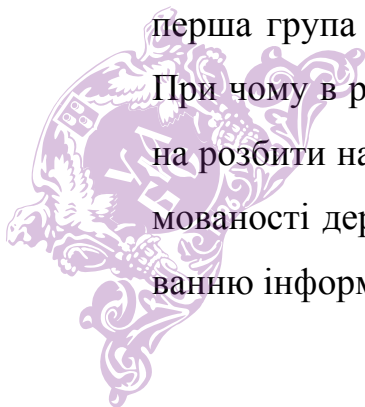 перша група
При чому в р
на розбити на
мованості дер
ванню інформ